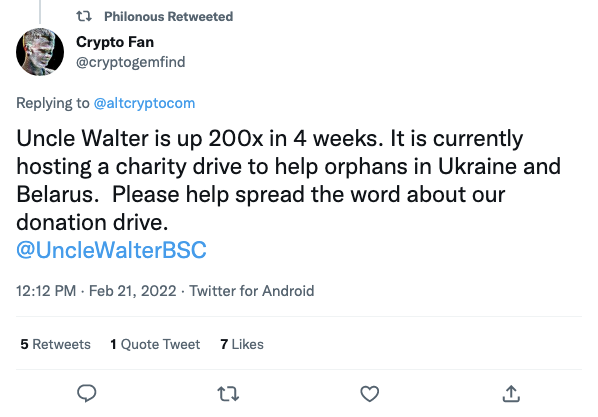 Philonous Retweeted
Crypto Fan
@cryptogemfind
Replying to @altcryptocom
Uncle Walter is up 200x in 4 weeks. It is currently
hosting a charity drive to help orphans in Ukraine and
Belarus.  Please help spread the word about our
donation drive.
@UncleWalterBSC
12:12 PM · Feb 21, 2022 · Twitter for Android
5 Retweets 1 Quote Tweet 7 Likes